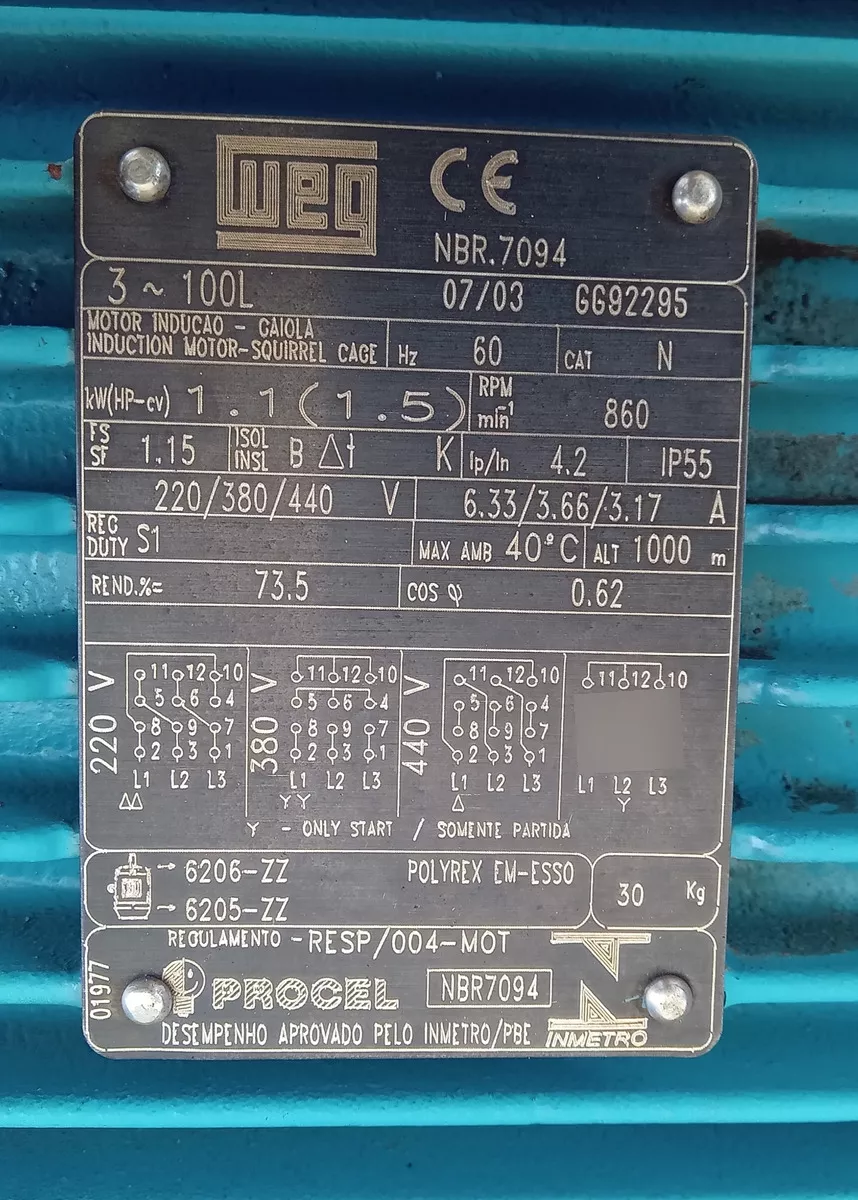 WEG CE
NBR.7094
3 ~ 100L 07/03 GG92295
MOTOR INDUCAO - GAIOLA
INDUCTION MOTOR-SQUIRREL CAGE Hz 60 CAT N
kW(HP-cv) 1.1(1.5) RPM min-1 860
FS SF 1.15 ISOL INSL B Δt K Ip/In 4.2 IP55
220/380/440 V 6.33/3.66/3.17 A
REG DUTY S1 MAX AMB 40°C ALT 1000 m
REND.%= 73.5 COS φ 0.62
220 V
11 12 10
5 6 4
8 9 7
2 3 1
L1 L2 L3
ΔΔ
380 V
11 12 10
5 6 4
8 9 7
2 3 1
L1 L2 L3
YY
440 V
11 12 10
5 6 4
8 9 7
2 3 1
L1 L2 L3
Δ
11 12 10
L1 L2 L3
Y
Y - ONLY START / SOMENTE PARTIDA
6206-ZZ POLYREX EM-ESSO
6205-ZZ
30 Kg
REGULAMENTO -RESP/004-MOT
01977
PROCEL NBR7094
DESEMPENHO APROVADO PELO INMETRO/PBE INMETRO